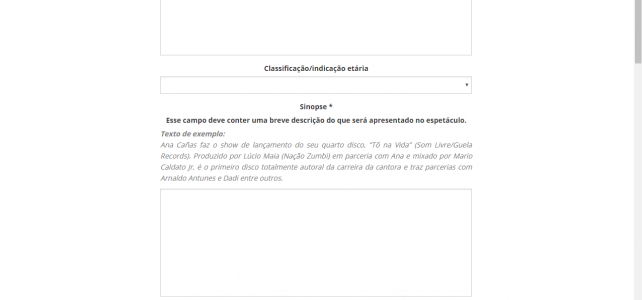 Classificação/indicação etária
Sinopse *
Esse campo deve conter uma breve descrição do que será apresentado no espetáculo.
Texto de exemplo:
Ana Cañas faz o show de lançamento do seu quarto disco, "Tô na Vida" (Som Livre/Guela
Records). Produzido por Lúcio Maia (Nação Zumbi) em parceria com Ana e mixado por Mario
Caldato Jr, é o primeiro disco totalmente autoral da carreira da cantora e traz parcerias com
Arnaldo Antunes e Dadi entre outros.